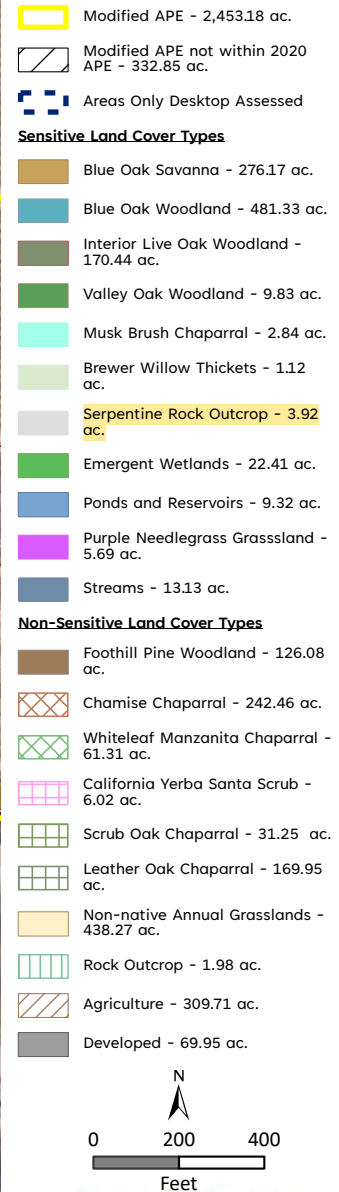 Modified APE - 2,453.18 ac.
Modified APE not within 2020
APE - 332.85 ac.
Areas Only Desktop Assessed
Sensitive Land Cover Types
Blue Oak Savanna - 276.17 ac.
Blue Oak Woodland - 481.33 ac.
Interior Live Oak Woodland -
170.44 ac.
Valley Oak Woodland - 9.83 ac.
Musk Brush Chaparral - 2.84 ac.
Brewer Willow Thickets - 1.12
ac.
Serpentine Rock Outcrop - 3.92
ac.
Emergent Wetlands - 22.41 ac.
Ponds and Reservoirs - 9.32 ac.
Purple Needlegrass Grasssland -
5.69 ac.
Streams - 13.13 ac.
Non-Sensitive Land Cover Types
Foothill Pine Woodland - 126.08
ac.
Chamise Chaparral - 242.46 ac.
Whiteleaf Manzanita Chaparral -
61.31 ac.
California Yerba Santa Scrub -
6.02 ac.
Scrub Oak Chaparral - 31.25 ac.
Leather Oak Chaparral - 169.95
ac.
Non-native Annual Grasslands -
438.27 ac.
Rock Outcrop - 1.98 ac.
Agriculture - 309.71 ac.
Developed - 69.95 ac.
N
0 200 400
Feet